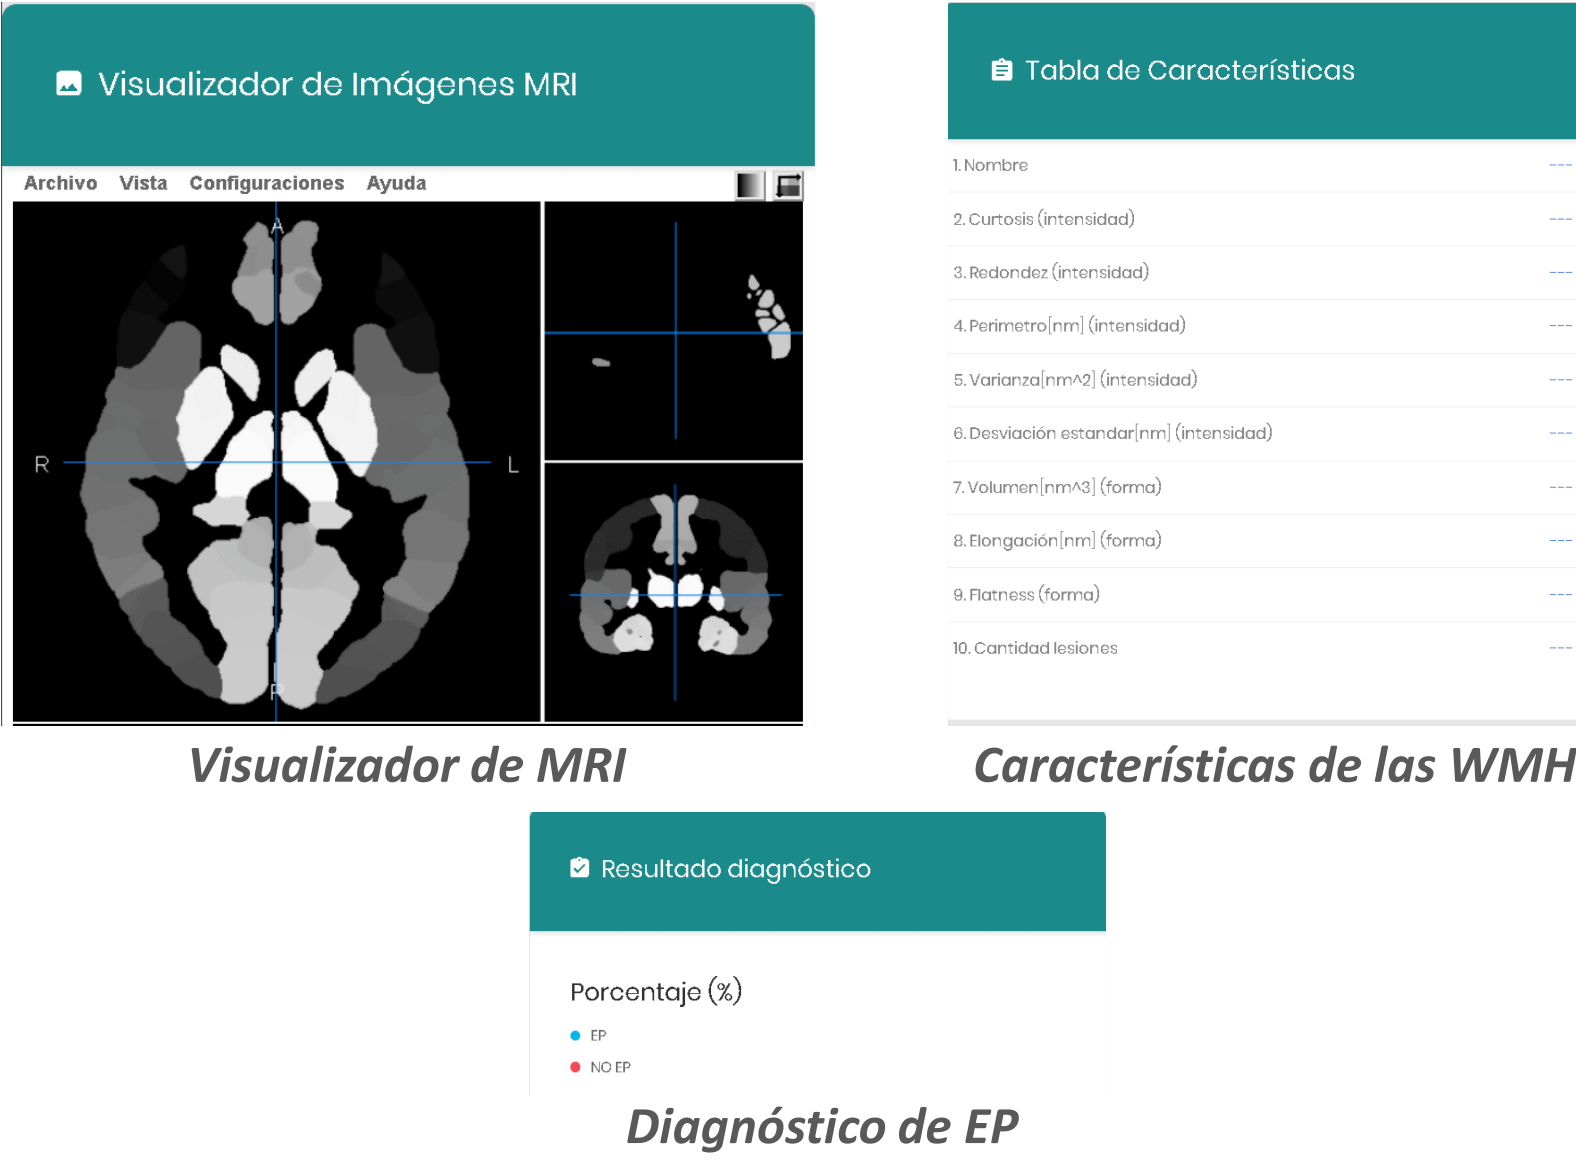 Visualizador de Imágenes MRI
Archivo Vista Configuraciones Ayuda
A
R
L
P
Visualizador de MRI
Tabla de Características
1. Nombre ---
2. Curtosis (intensidad) ---
3. Redondez (intensidad) ---
4. Perimetro[nm] (intensidad) ---
5. Varianza[nm^2] (intensidad) ---
6. Desviación estandar[nm] (intensidad) ---
7. Volumen[nm^3] (forma) ---
8. Elongación[nm] (forma) ---
9. Flatness (forma) ---
10. Cantidad lesiones ---
Características de las WMH
Resultado diagnóstico
Porcentaje (%)
EP
NO EP
Diagnóstico de EP